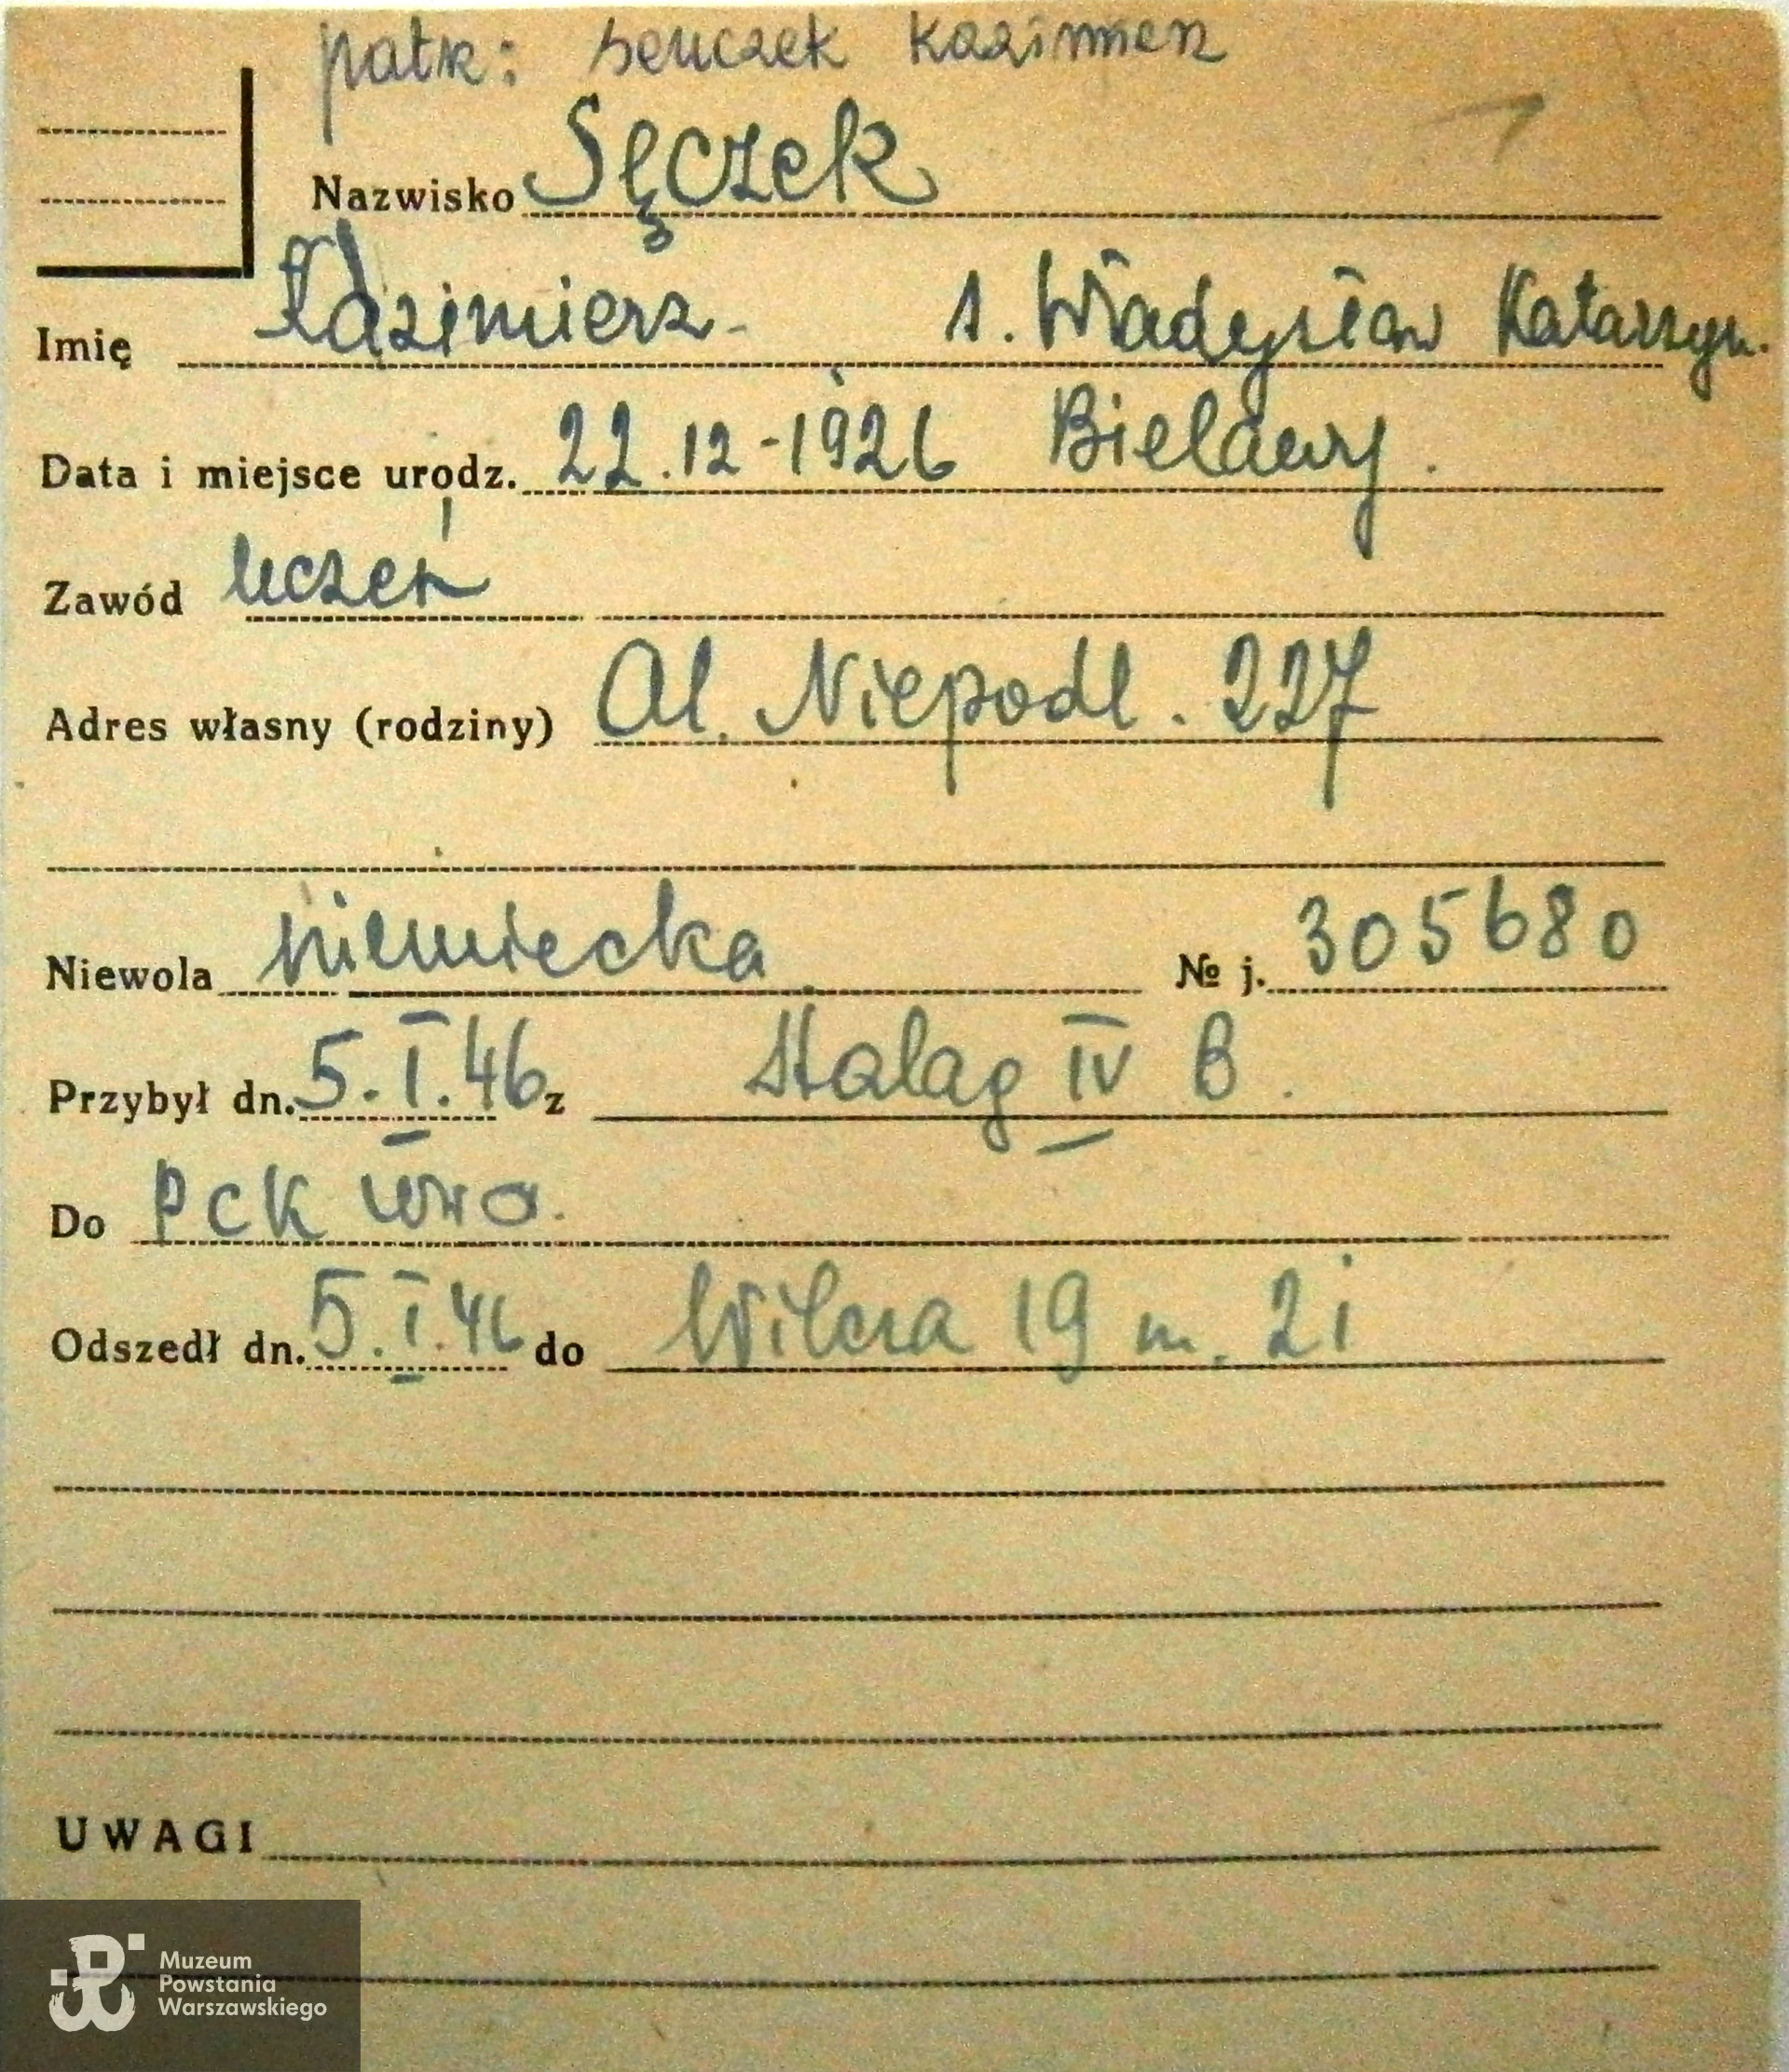 patrz: Senczek Kazimierz
Nazwisko Sęczek
Imię Kazimierz - s. Władysław Katarzyn.
Data i miejsce urodz. 22.12-1926 Bielawy.
Zawód uczeń
Adres własny (rodziny) Al. Niepodl. 227
Niewola niemiecka № j. 305680
Przybył dn. 5.I.46 z Stalag IV B.
Do PCK
Odszedł dn. 5.I.46 do Wilcza 19 m. 21
UWAGI
Muzeum
Powstania
Warszawskiego